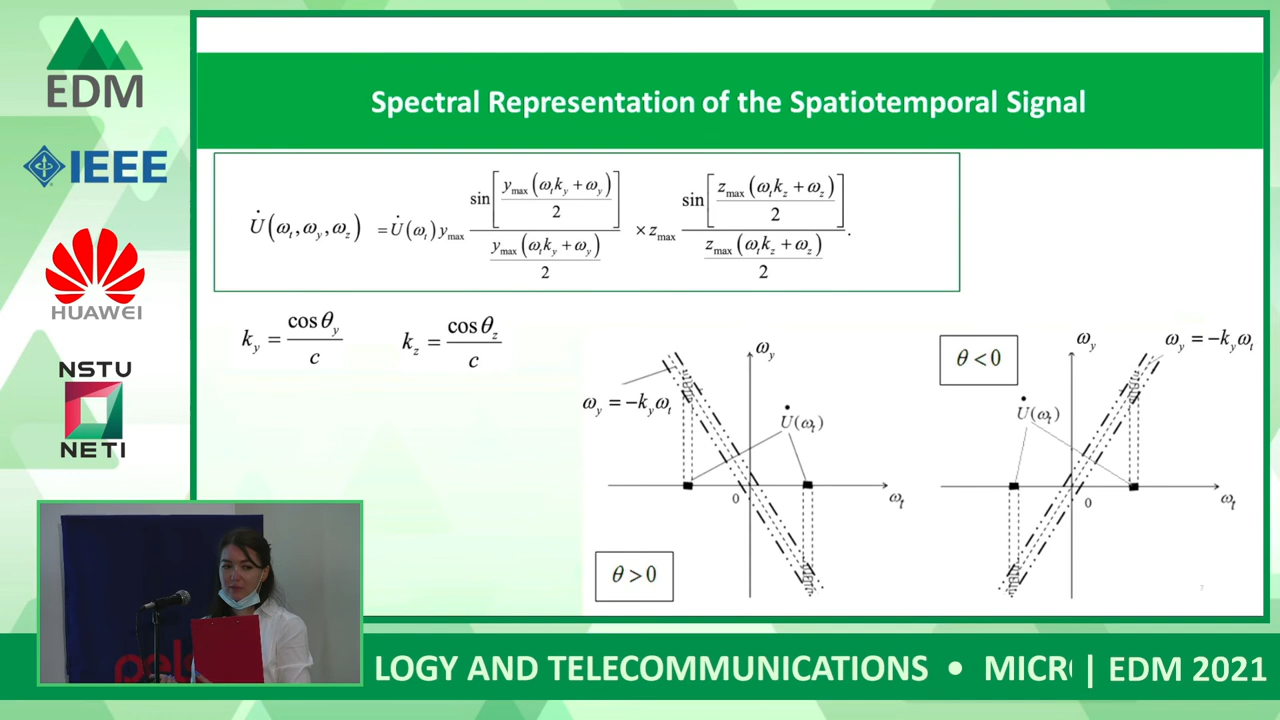 EDM
IEEE
HUAWEI
NSTU
NETI
Spectral Representation of the Spatiotemporal Signal
U̇(ω_t, ω_y, ω_z) = U̇(ω_t) y_max sin[y_max(ω_t k_y + ω_y)/2] / (y_max(ω_t k_y + ω_y)/2) × z_max sin[z_max(ω_t k_z + ω_z)/2] / (z_max(ω_t k_z + ω_z)/2).
k_y = cos θ_y / c
k_z = cos θ_z / c
ω_y
ω_y = −k_y ω_t
U̇(ω_t)
0
ω_t
θ > 0
θ < 0
ω_y
ω_y = −k_y ω_t
U̇(ω_t)
0
ω_t
7
LOGY AND TELECOMMUNICATIONS • MICR | EDM 2021